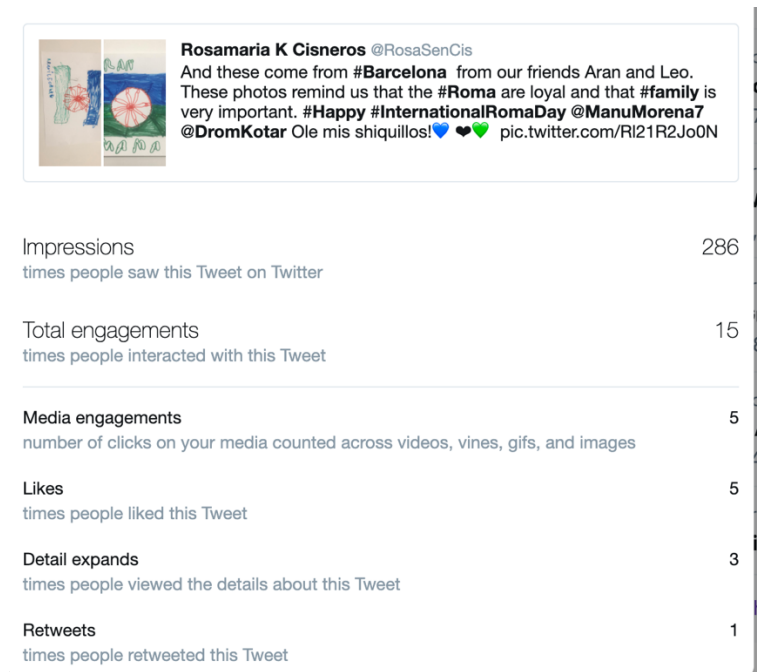 Rosamaria K Cisneros @RosaSenCis
And these come from #Barcelona from our friends Aran and Leo.
These photos remind us that the #Roma are loyal and that #family is
very important. #Happy #InternationalRomaDay @ManuMorena7
@DromKotar Ole mis shiquillos!💙 ❤💚 pic.twitter.com/Rl21R2Jo0N
Impressions 286
times people saw this Tweet on Twitter
Total engagements 15
times people interacted with this Tweet
Media engagements 5
number of clicks on your media counted across videos, vines, gifs, and images
Likes 5
times people liked this Tweet
Detail expands 3
times people viewed the details about this Tweet
Retweets 1
times people retweeted this Tweet